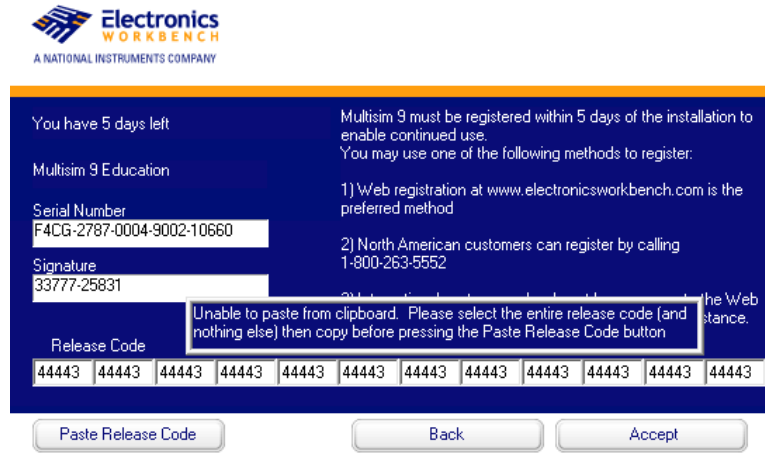 Electronics
WORKBENCH
A NATIONAL INSTRUMENTS COMPANY
You have 5 days left
Multisim 9 Education
Serial Number
F4CG-2787-0004-9002-10660
Signature
33777-25831
Multisim 9 must be registered within 5 days of the installation to
enable continued use.
You may use one of the following methods to register:
1) Web registration at www.electronicsworkbench.com is the
preferred method
2) North American customers can register by calling
1-800-263-5552
the Web
stance.
Unable to paste from clipboard. Please select the entire release code (and
nothing else) then copy before pressing the Paste Release Code button
Release Code
44443 44443 44443 44443 44443 44443 44443 44443 44443 44443 44443 44443
Paste Release Code Back Accept